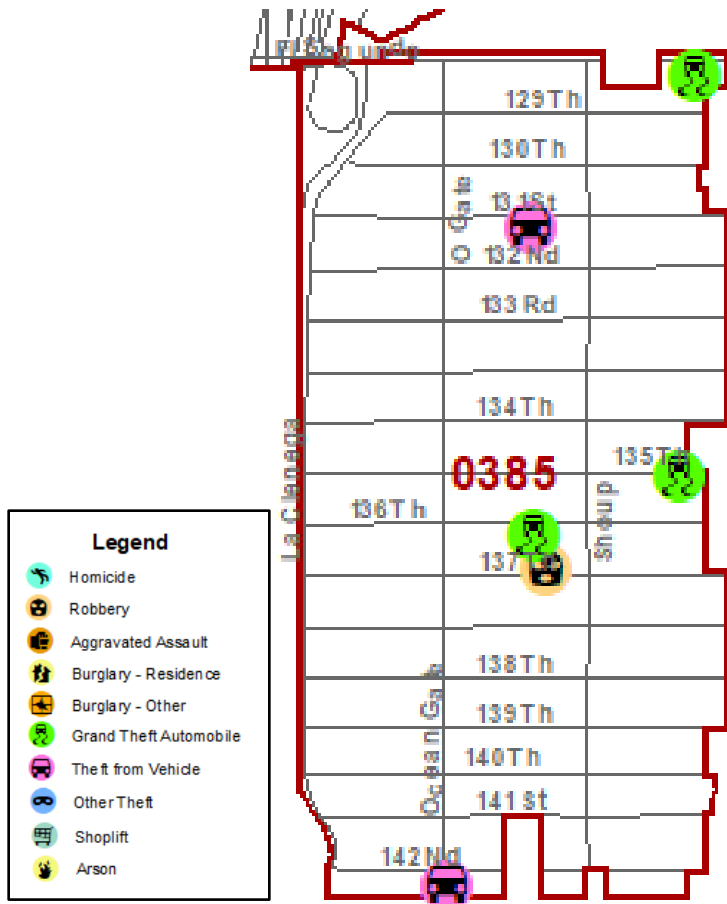 El Segundo
129Th
130Th
131St
O Gate
132Nd
133Rd
134Th
La Cienega
0385
135Th
136Th
Shoup
137Th
138Th
Ocean Gate
139Th
140Th
141St
142Nd
Legend
Homicide
Robbery
Aggravated Assault
Burglary - Residence
Burglary - Other
Grand Theft Automobile
Theft from Vehicle
Other Theft
Shoplift
Arson